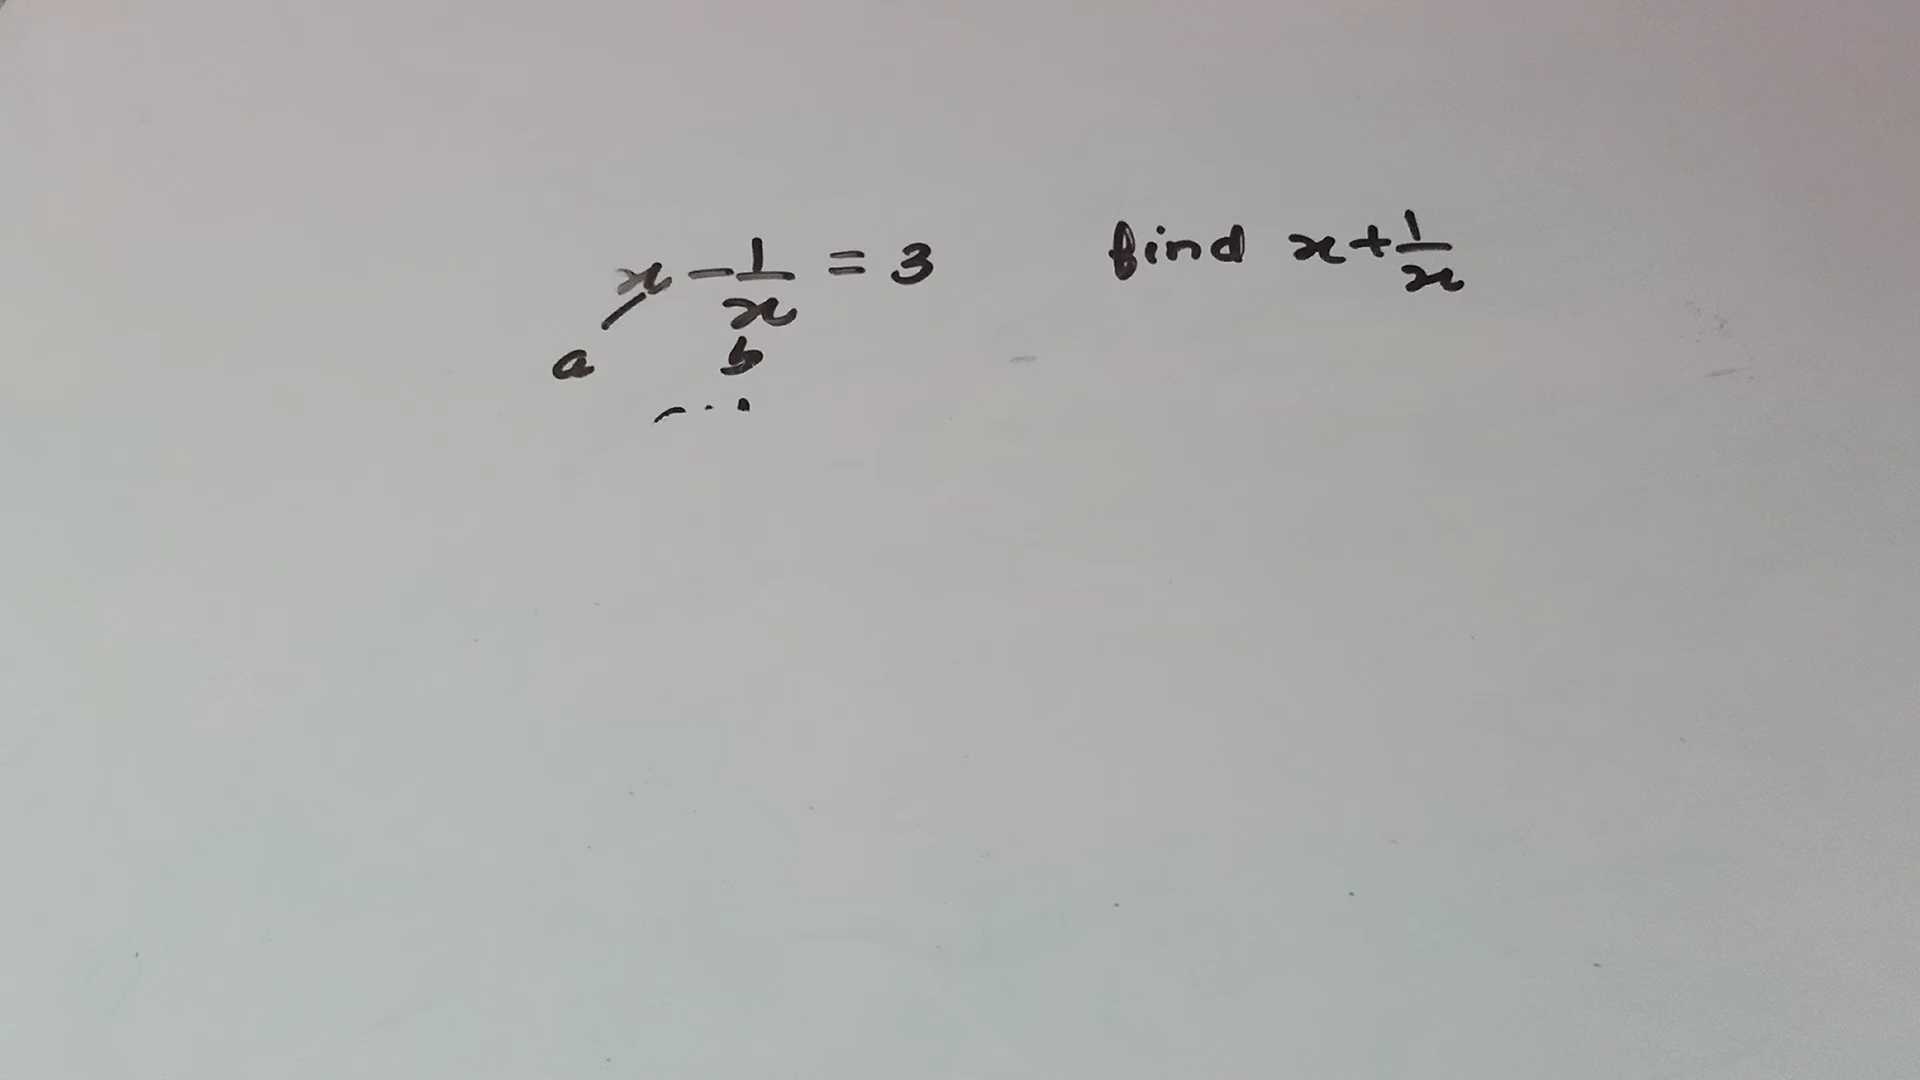 x - 1/x = 3 find x + 1/x
a b